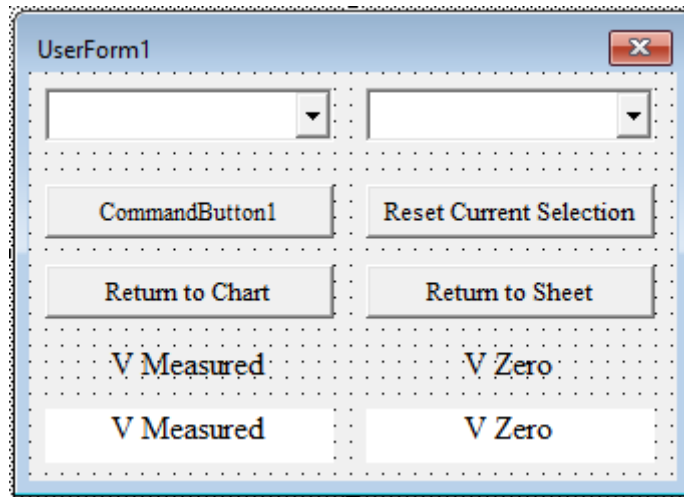 UserForm1
CommandButton1 Reset Current Selection
Return to Chart Return to Sheet
V Measured V Zero
V Measured V Zero